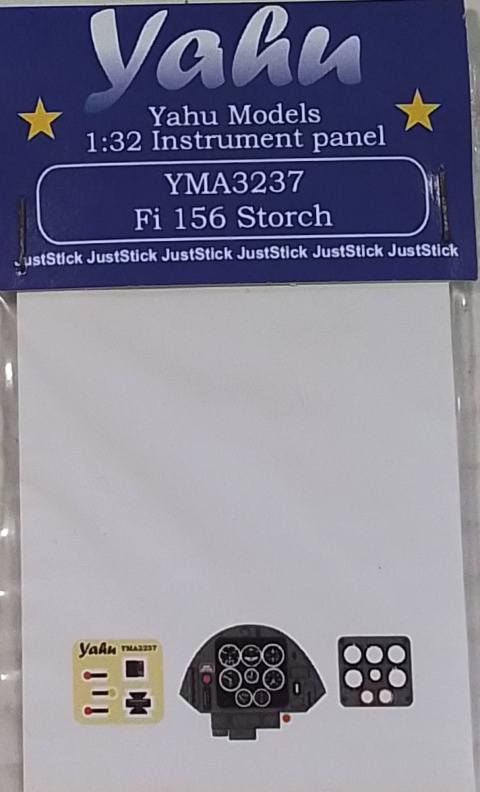 Yahu
Yahu Models
1:32 Instrument panel
YMA3237
Fi 156 Storch
JustStick JustStick JustStick JustStick JustStick JustStick
Yahu YMA3237